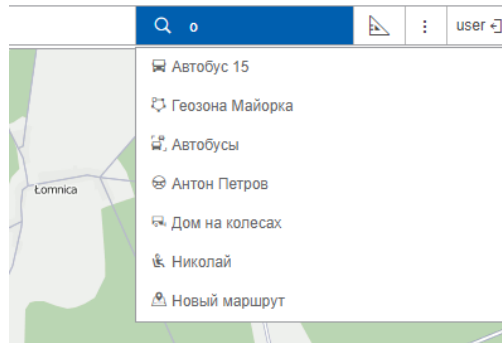 о
user
Автобус 15
Геозона Майорка
Автобусы
Антон Петров
Łomnica
Дом на колесах
Николай
Новый маршрут